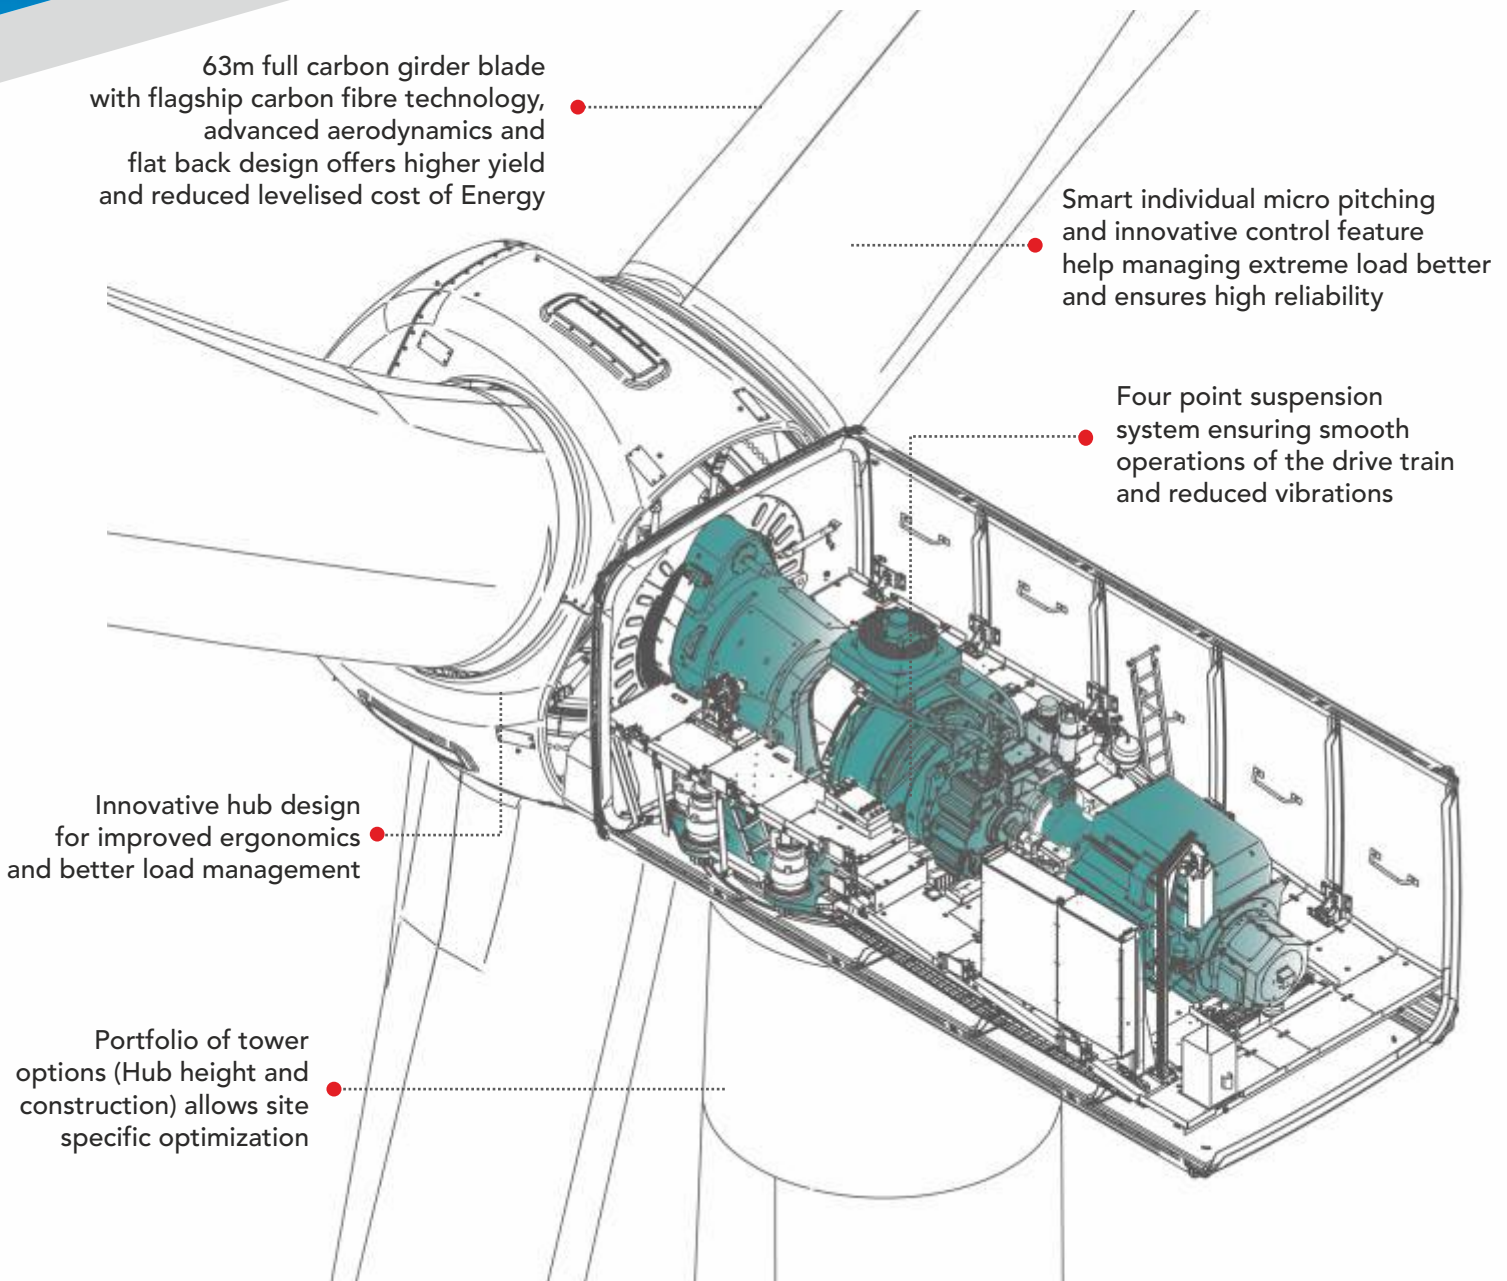 63m full carbon girder blade
with flagship carbon fibre technology,
advanced aerodynamics and
flat back design offers higher yield
and reduced levelised cost of Energy
Smart individual micro pitching
and innovative control feature
help managing extreme load better
and ensures high reliability
Four point suspension
system ensuring smooth
operations of the drive train
and reduced vibrations
Innovative hub design
for improved ergonomics
and better load management
Portfolio of tower
options (Hub height and
construction) allows site
specific optimization